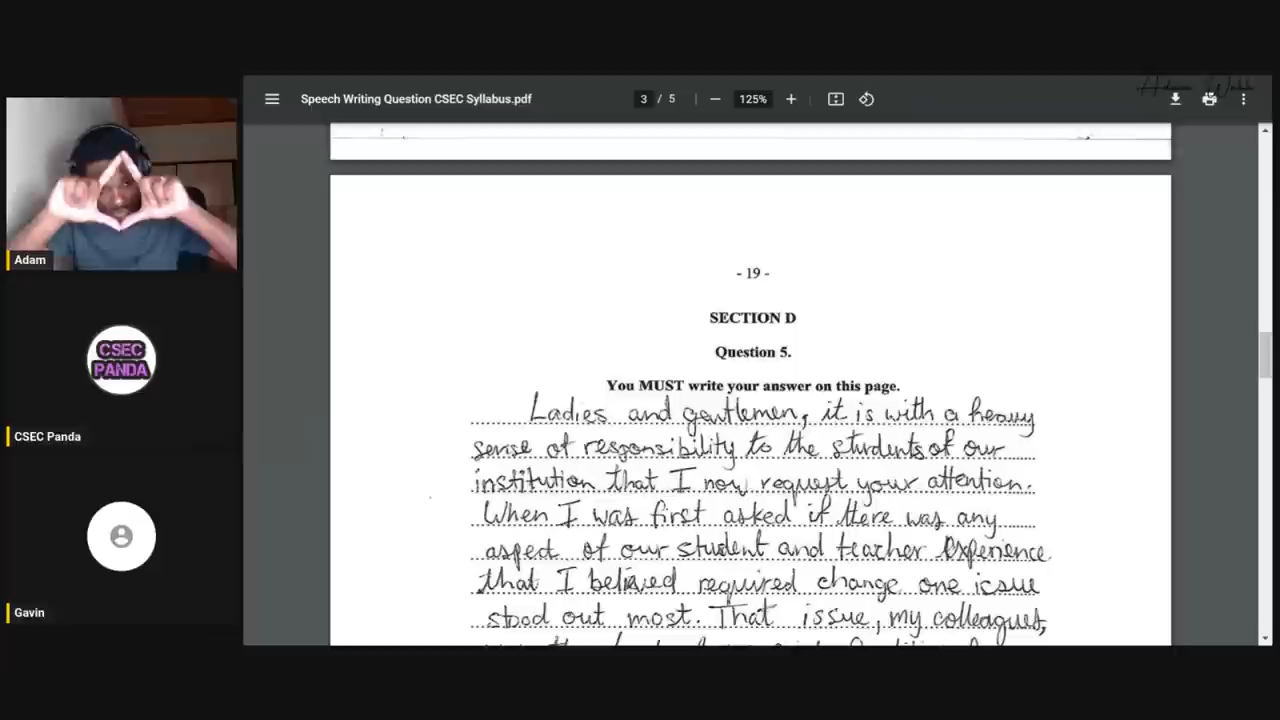 Adam Webb
Speech Writing Question CSEC Syllabus.pdf
3 / 5
125%
- 19 -
SECTION D
Question 5.
You MUST write your answer on this page.
Ladies and gentlemen, it is with a heavy
sense of responsibility to the students of our
institution that I now request your attention.
When I was first asked if there was any
aspect of our student and teacher experience
that I believed required change one issue
stood out most. That issue, my colleagues,
Adam
CSEC
PANDA
CSEC Panda
Gavin